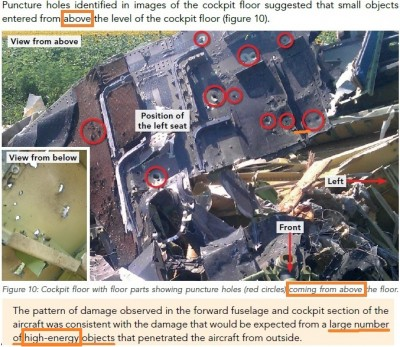 Puncture holes identified in images of the cockpit floor suggested that small objects
entered from above the level of the cockpit floor (figure 10).
View from above
Position of
the left seat
View from below
Left
Front
Figure 10: Cockpit floor with floor parts showing puncture holes (red circles) coming from above the floor.
The pattern of damage observed in the forward fuselage and cockpit section of the
aircraft was consistent with the damage that would be expected from a large number
of high-energy objects that penetrated the aircraft from outside.